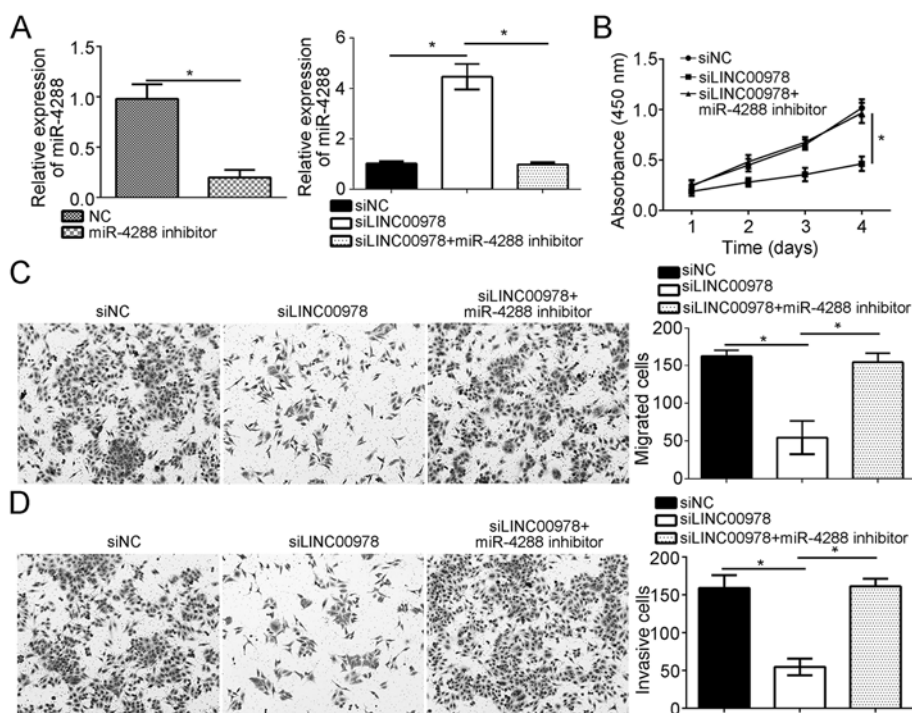 A
Relative expression
of miR-4288
1.5
1.0
0.5
0.0
*
NC
miR-4288 inhibitor
Relative expression
of miR-4288
6
4
2
0
* *
siNC
siLINC00978
siLINC00978+miR-4288 inhibitor
B
Absorbance (450 nm)
1.5
1.0
0.5
0.0
siNC
siLINC00978
siLINC00978+
miR-4288 inhibitor
*
1 2 3 4
Time (days)
C
siNC
siLINC00978
siLINC00978+
miR-4288 inhibitor
siNC
siLINC00978
siLINC00978+miR-4288 inhibitor
Migrated cells
200
150
100
50
0
* *
D
siNC
siLINC00978
siLINC00978+
miR-4288 inhibitor
siNC
siLINC00978
siLINC00978+miR-4288 inhibitor
Invasive cells
200
150
100
50
0
* *